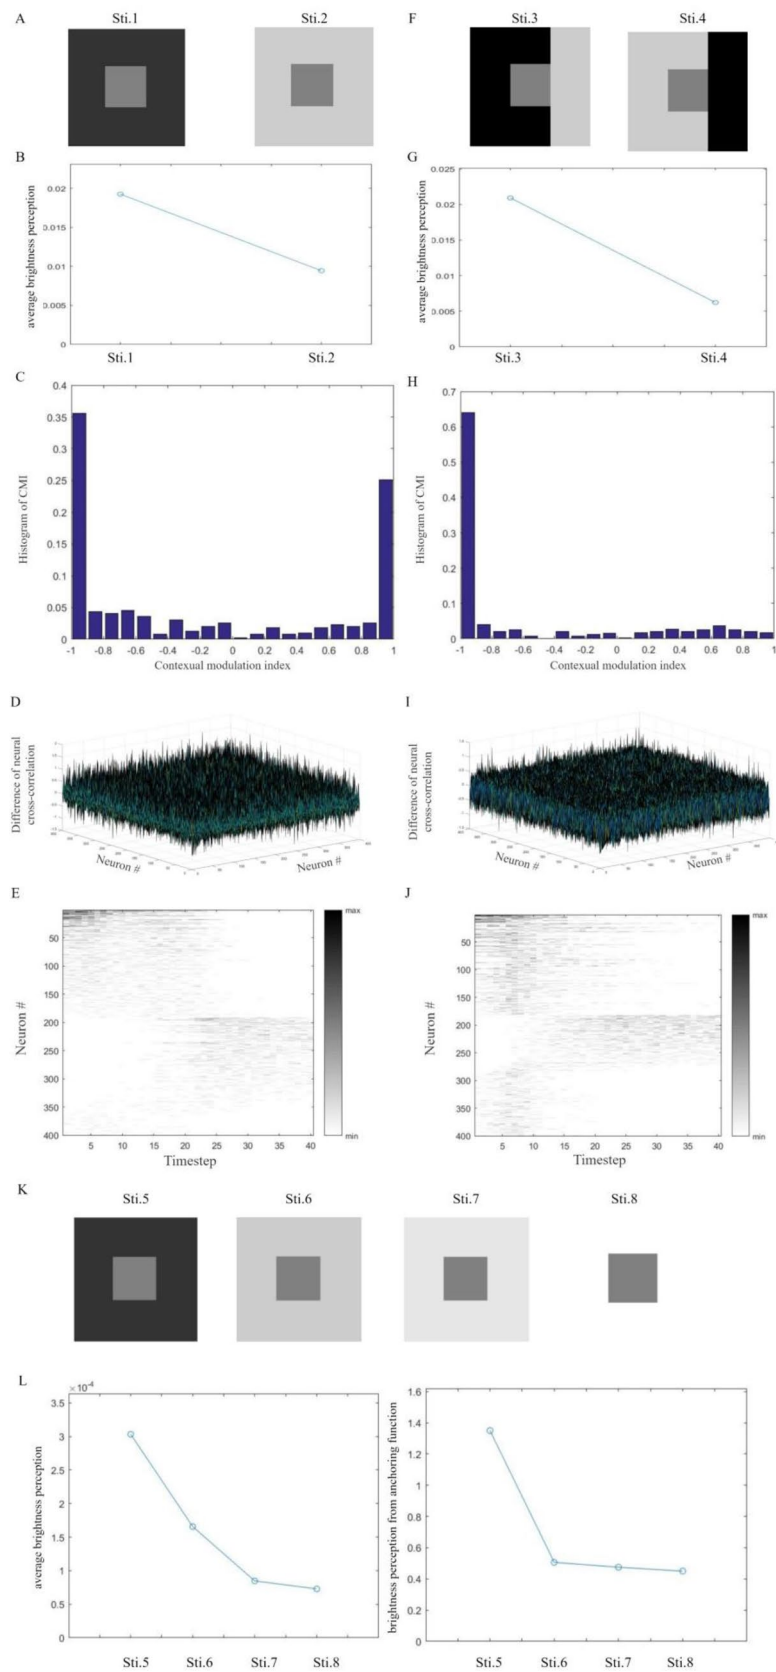 A
Sti.1
Sti.2
F
Sti.3
Sti.4
B
average brightness perception
0.02
0.015
0.01
0.005
0
Sti.1
Sti.2
G
average brightness perception
0.025
0.02
0.015
0.01
0.005
0
Sti.3
Sti.4
C
Histogram of CMI
0.4
0.35
0.3
0.25
0.2
0.15
0.1
0.05
0
-1 -0.8 -0.6 -0.4 -0.2 0 0.2 0.4 0.6 0.8 1
Contexual modulation index
H
Histogram of CMI
0.7
0.6
0.5
0.4
0.3
0.2
0.1
0
-1 -0.8 -0.6 -0.4 -0.2 0 0.2 0.4 0.6 0.8 1
Contexual modulation index
D
Difference of neural
cross-correlation
Neuron #
Neuron #
I
Difference of neural
cross-correlation
Neuron #
Neuron #
E
Neuron #
50
100
150
200
250
300
350
400
5 10 15 20 25 30 35 40
Timestep
max
min
J
Neuron #
50
100
150
200
250
300
350
400
5 10 15 20 25 30 35 40
Timestep
max
min
K
Sti.5
Sti.6
Sti.7
Sti.8
L
average brightness perception
× 10⁻⁴
3.5
3
2.5
2
1.5
1
0.5
0
Sti.5 Sti.6 Sti.7 Sti.8
brightness perception from anchoring function
1.6
1.4
1.2
1
0.8
0.6
0.4
0.2
0
Sti.5 Sti.6 Sti.7 Sti.8